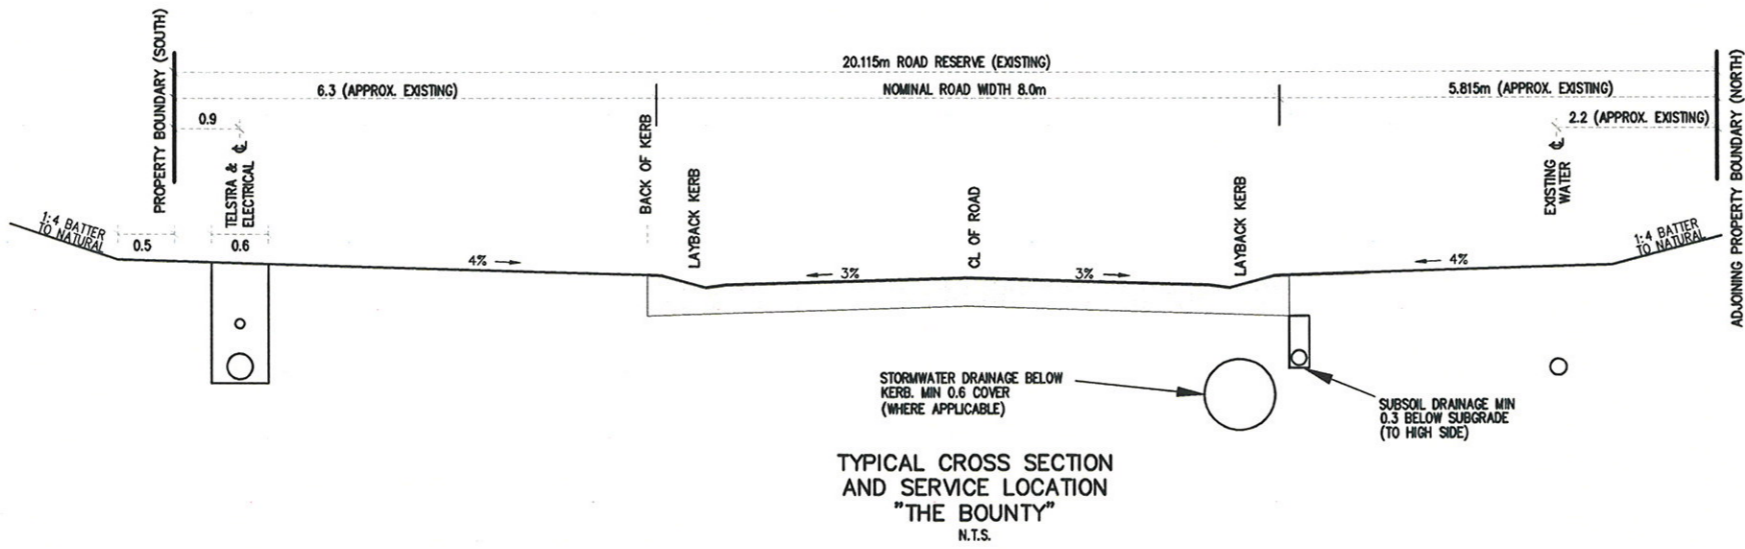 20.115m ROAD RESERVE (EXISTING)
6.3 (APPROX. EXISTING)
NOMINAL ROAD WIDTH 8.0m
5.815m (APPROX. EXISTING)
0.9
2.2 (APPROX. EXISTING)
PROPERTY BOUNDARY (SOUTH)
TELSTRA & ℄
ELECTRICAL
BACK OF KERB
LAYBACK KERB
CL OF ROAD
LAYBACK KERB
EXISTING ℄
WATER
ADJOINING PROPERTY BOUNDARY (NORTH)
1:4 BATTER
TO NATURAL
0.5
0.6
4%
3%
3%
4%
1:4 BATTER
TO NATURAL
STORMWATER DRAINAGE BELOW
KERB. MIN 0.6 COVER
(WHERE APPLICABLE)
SUBSOIL DRAINAGE MIN
0.3 BELOW SUBGRADE
(TO HIGH SIDE)
TYPICAL CROSS SECTION
AND SERVICE LOCATION
"THE BOUNTY"
N.T.S.